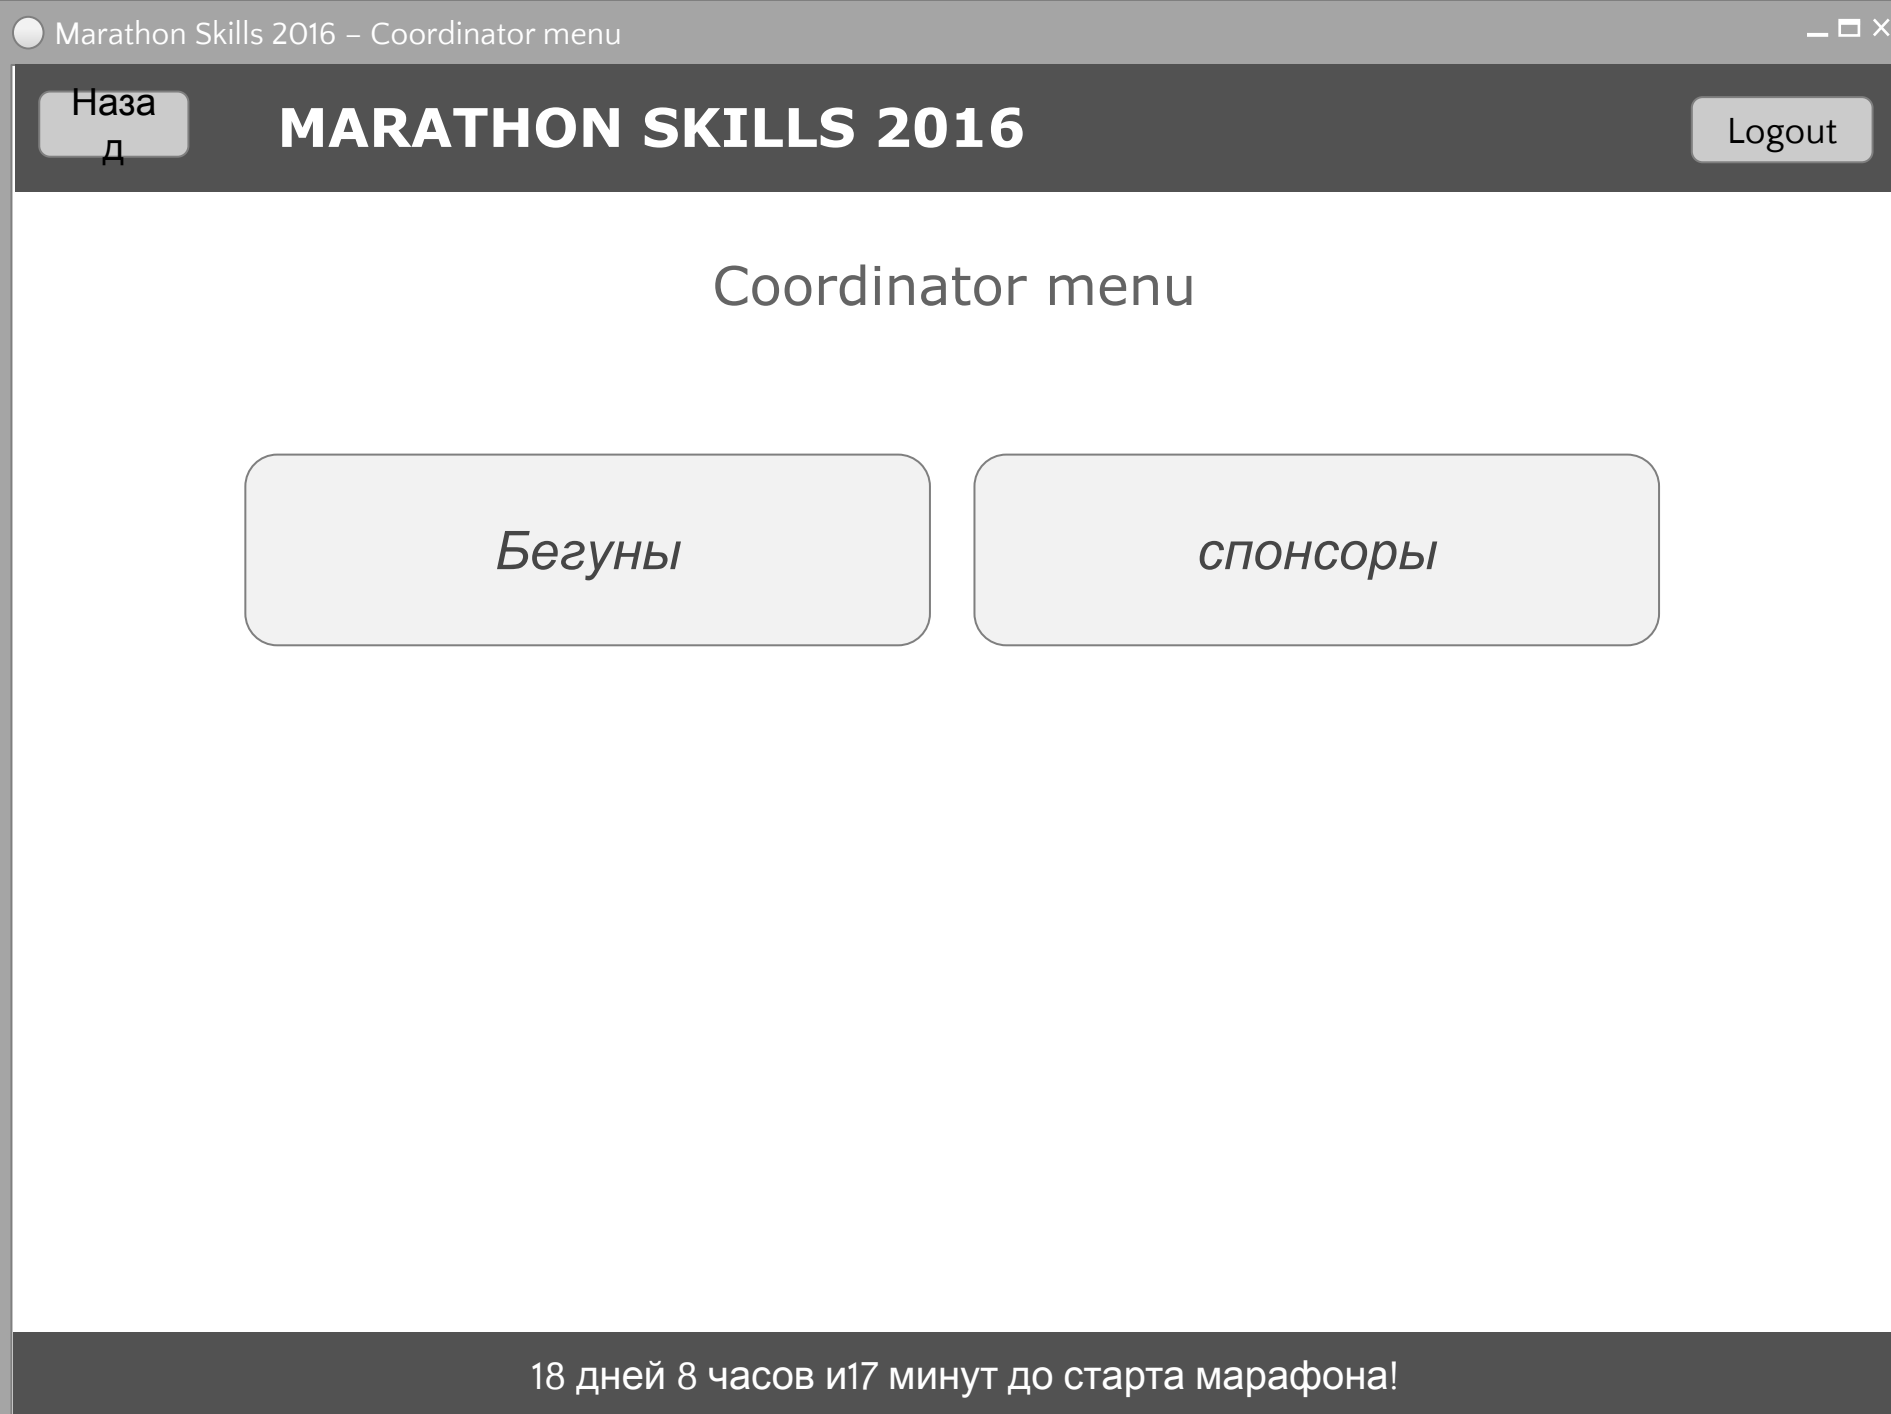 Marathon Skills 2016 – Coordinator menu
Наза
д
MARATHON SKILLS 2016
Logout
Coordinator menu
Бегуны
спонсоры
18 дней 8 часов и17 минут до старта марафона!